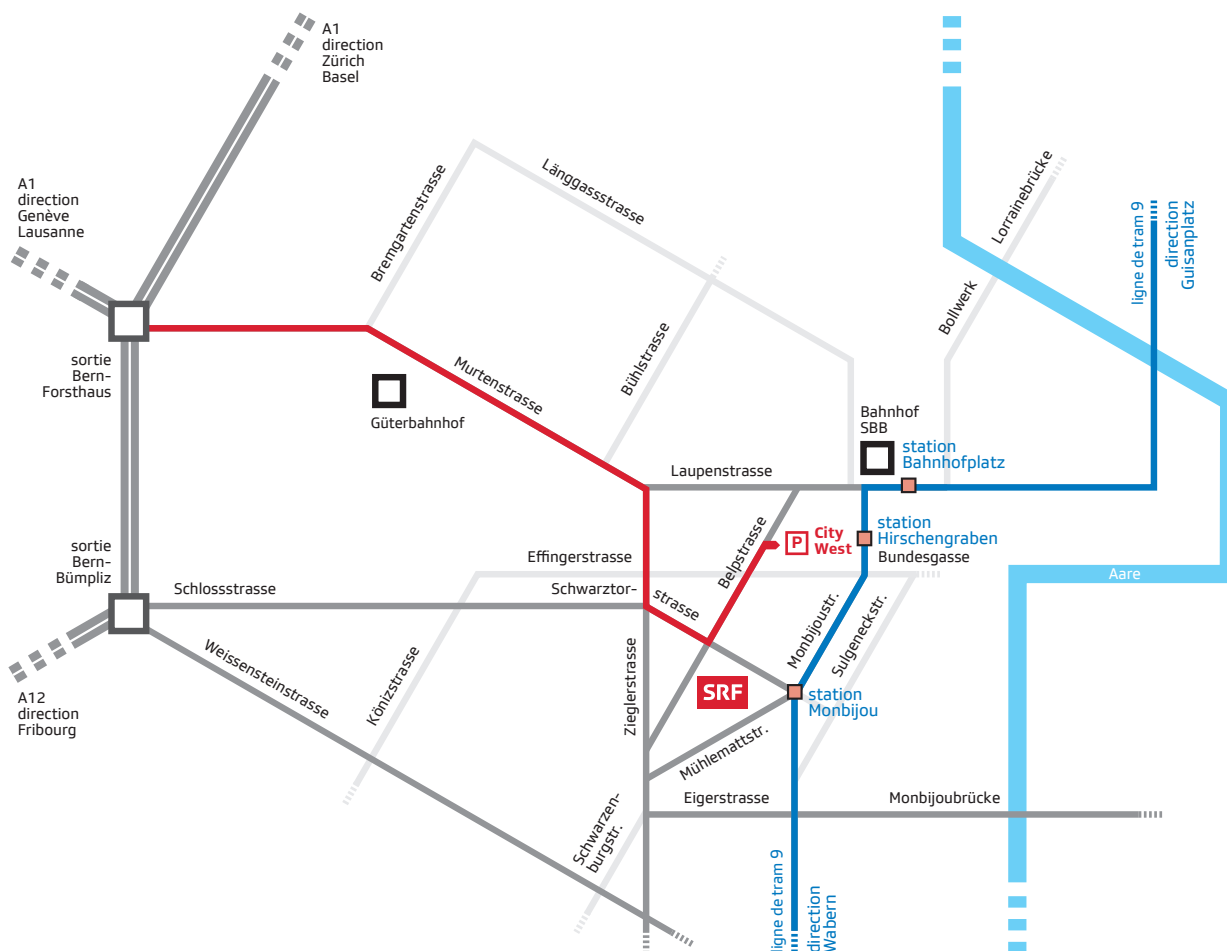 A1
direction
Zürich
Basel
A1
direction
Genève
Lausanne
Bremgartenstrasse
Länggassstrasse
Lorrainebrücke
ligne de tram 9
direction
Guisanplatz
Bollwerk
Bühlstrasse
Murtenstrasse
sortie
Bern-
Forsthaus
Güterbahnhof
Bahnhof
SBB
station
Bahnhofplatz
Laupenstrasse
station
Hirschengraben
Bundesgasse
P
City
West
Belpstrasse
Effingerstrasse
sortie
Bern-
Bümpliz
Schlossstrasse
Schwarztor-
strasse
Aare
Monbijoustr.
Sulgeneckstr.
Weissensteinstrasse
Könizstrasse
Zieglerstrasse
SRF
station
Monbijou
A12
direction
Fribourg
Mühlemattstr.
Eigerstrasse
Monbijoubrücke
Schwarzen-
burgstr.
ligne de tram 9
direction
Wabern